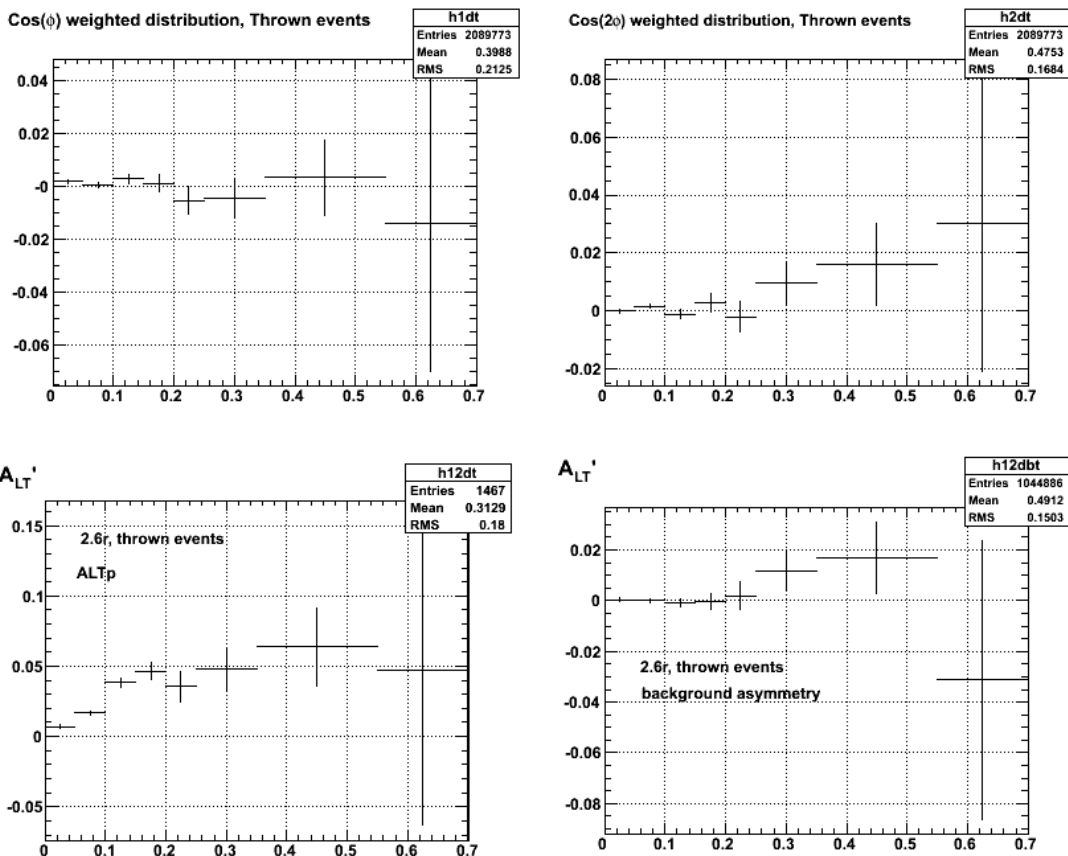 Cos(ϕ) weighted distribution, Thrown events
h1dt
Entries 2089773
Mean 0.3988
RMS 0.2125
0.04
0.02
-0
-0.02
-0.04
-0.06
0 0.1 0.2 0.3 0.4 0.5 0.6 0.7
Cos(2ϕ) weighted distribution, Thrown events
h2dt
Entries 2089773
Mean 0.4753
RMS 0.1684
0.08
0.06
0.04
0.02
0
-0.02
0 0.1 0.2 0.3 0.4 0.5 0.6 0.7
A_LT'
h12dt
Entries 1467
Mean 0.3129
RMS 0.18
0.15
2.6r, thrown events
ALTp
0.1
0.05
0
-0.05
0 0.1 0.2 0.3 0.4 0.5 0.6 0.7
A_LT'
h12dbt
Entries 1044886
Mean 0.4912
RMS 0.1503
0.02
0
-0.02
2.6r, thrown events
background asymmetry
-0.04
-0.06
-0.08
0 0.1 0.2 0.3 0.4 0.5 0.6 0.7